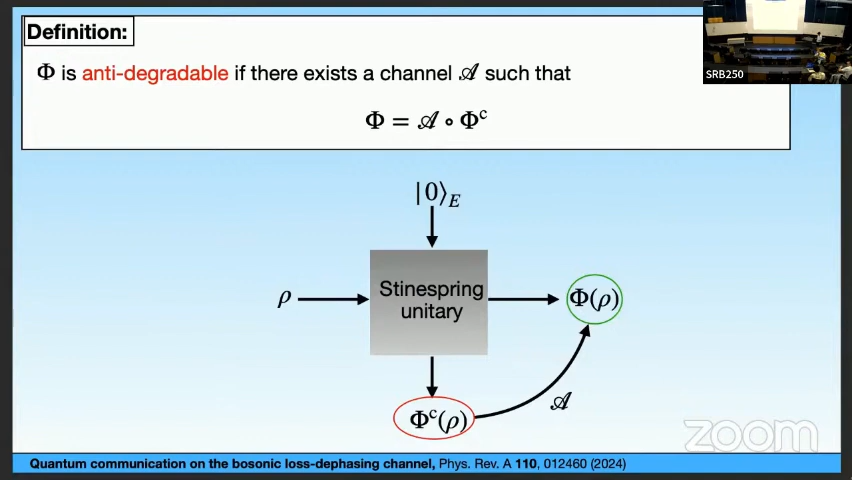 Definition:
Φ is anti-degradable if there exists a channel 𝒜 such that
Φ = 𝒜 ∘ Φᶜ
SRB250
|0⟩_E
ρ
Stinespring
unitary
Φ(ρ)
Φᶜ(ρ)
𝒜
zoom
Quantum communication on the bosonic loss-dephasing channel, Phys. Rev. A 110, 012460 (2024)